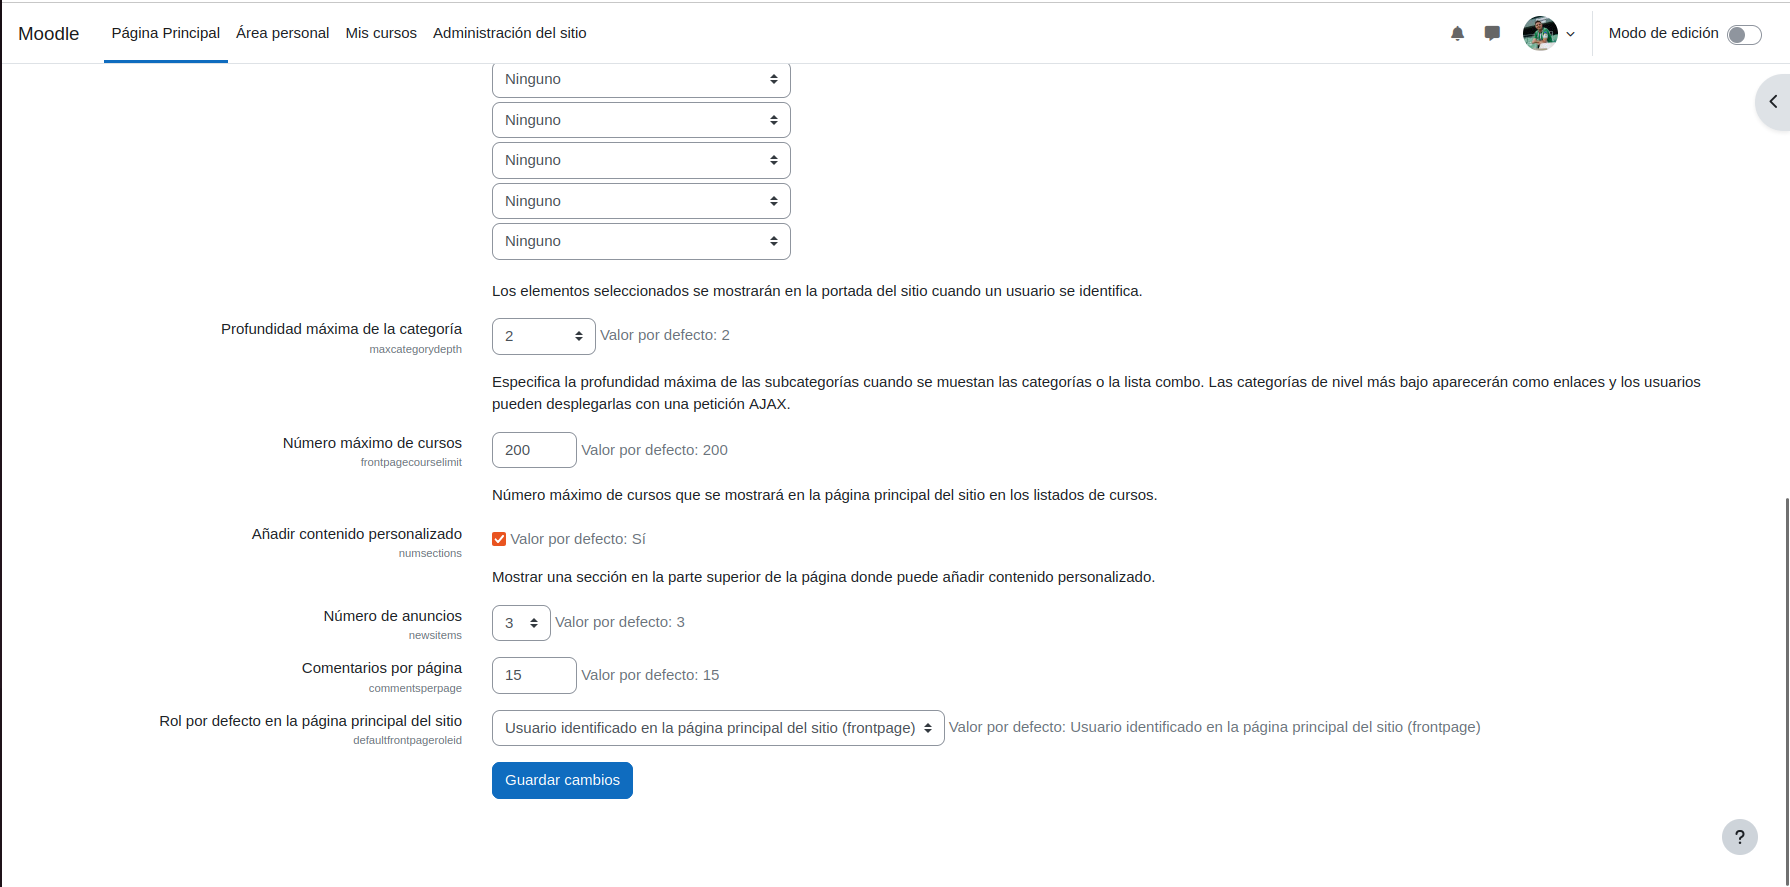 Moodle
Página Principal
Área personal
Mis cursos
Administración del sitio
Modo de edición
Ninguno
Ninguno
Ninguno
Ninguno
Ninguno
Los elementos seleccionados se mostrarán en la portada del sitio cuando un usuario se identifica.
Profundidad máxima de la categoría
maxcategorydepth
2
Valor por defecto: 2
Especifica la profundidad máxima de las subcategorías cuando se muestan las categorías o la lista combo. Las categorías de nivel más bajo aparecerán como enlaces y los usuarios
pueden desplegarlas con una petición AJAX.
Número máximo de cursos
frontpagecourselimit
200
Valor por defecto: 200
Número máximo de cursos que se mostrará en la página principal del sitio en los listados de cursos.
Añadir contenido personalizado
numsections
Valor por defecto: Sí
Mostrar una sección en la parte superior de la página donde puede añadir contenido personalizado.
Número de anuncios
newsitems
3
Valor por defecto: 3
Comentarios por página
commentsperpage
15
Valor por defecto: 15
Rol por defecto en la página principal del sitio
defaultfrontpageroleid
Usuario identificado en la página principal del sitio (frontpage)
Valor por defecto: Usuario identificado en la página principal del sitio (frontpage)
Guardar cambios
?